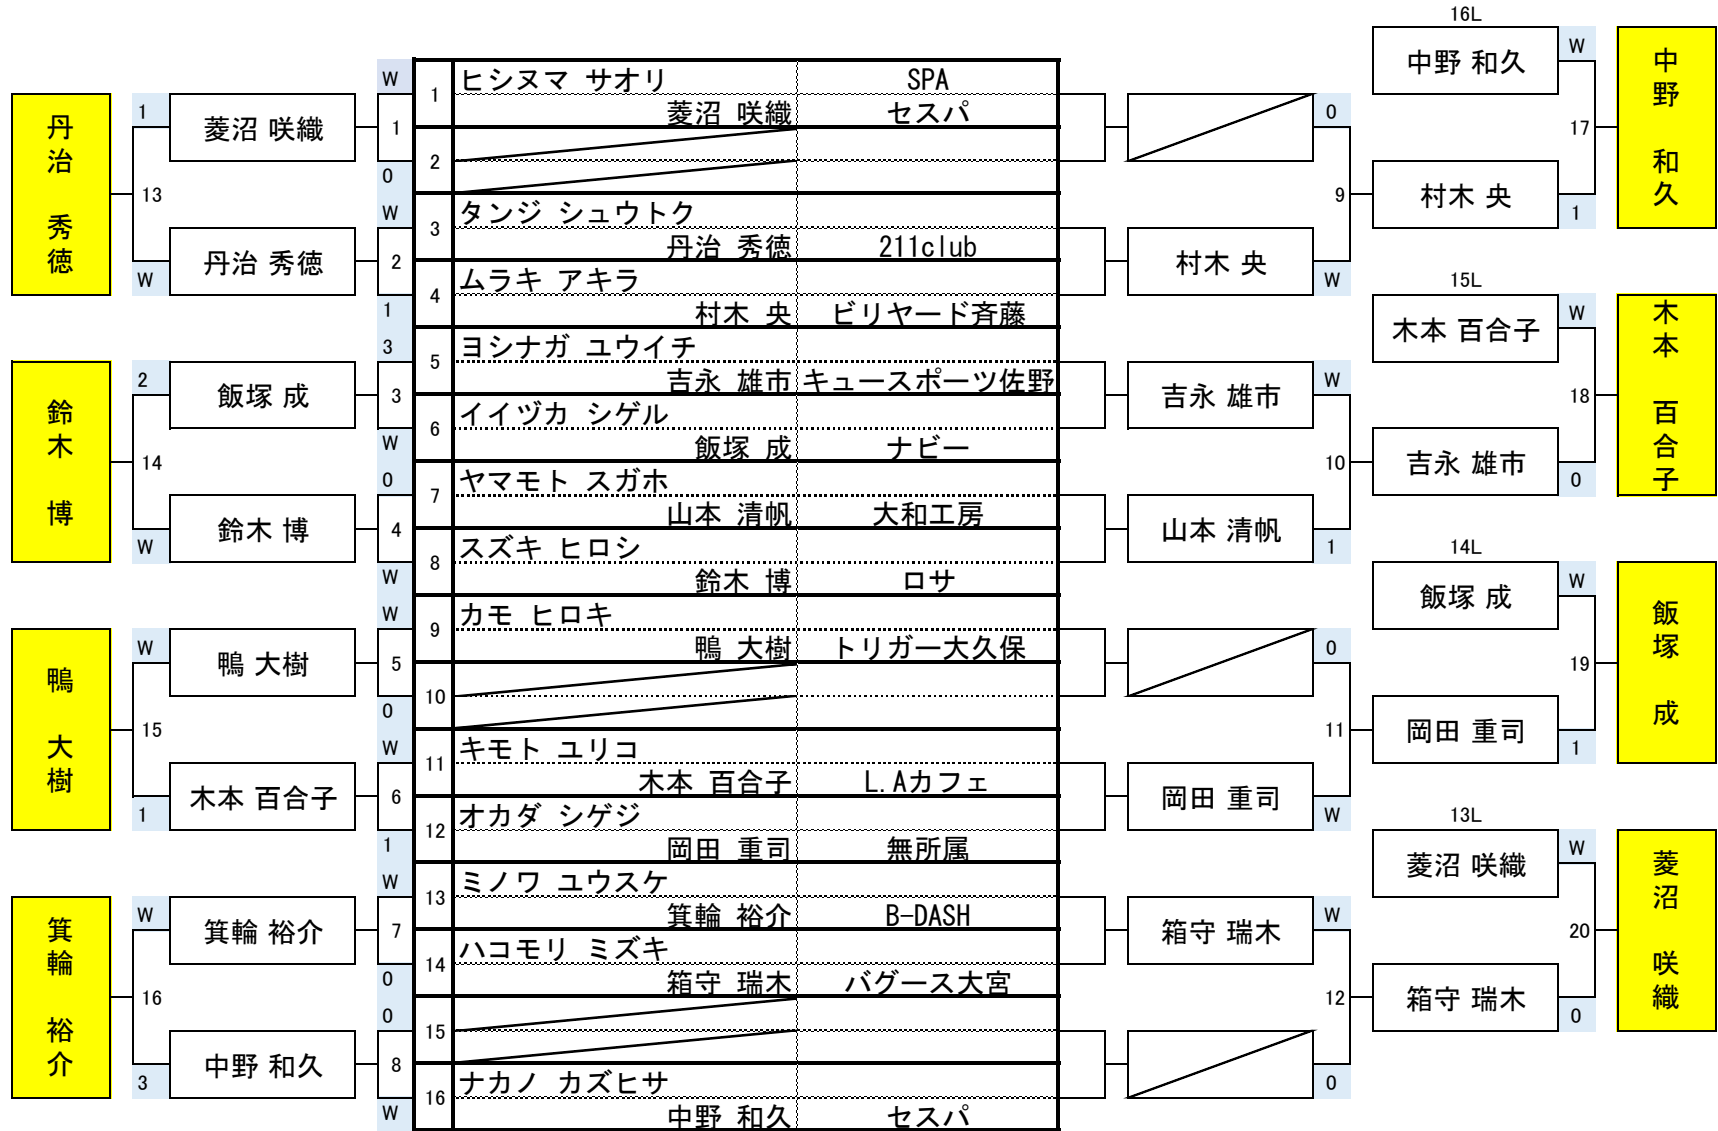 16L
W
中野 和久
17
村木 央
1
中野 和久
15L
W
木本 百合子
18
吉永 雄市
0
木本 百合子
14L
W
飯塚 成
19
岡田 重司
1
飯塚 成
13L
W
菱沼 咲織
20
箱守 瑞木
0
菱沼 咲織
丹治 秀徳
1
菱沼 咲織
13
W
丹治 秀徳
鈴木 博
2
飯塚 成
14
W
鈴木 博
鴨 大樹
W
鴨 大樹
15
1
木本 百合子
箕輪 裕介
W
箕輪 裕介
16
3
中野 和久
W
1
0
W
2
1
3
3
W
0
4
W
W
5
0
W
6
1
W
7
0
0
8
W
1 ヒシヌマ サオリ SPA
菱沼 咲織 セスパ
2
3 タンジ シュウトク
丹治 秀徳 211club
4 ムラキ アキラ
村木 央 ビリヤード斉藤
5 ヨシナガ ユウイチ
吉永 雄市 キュースポーツ佐野
6 イイヅカ シゲル
飯塚 成 ナビー
7 ヤマモト スガホ
山本 清帆 大和工房
8 スズキ ヒロシ
鈴木 博 ロサ
9 カモ ヒロキ
鴨 大樹 トリガー大久保
10
11 キモト ユリコ
木本 百合子 L.Aカフェ
12 オカダ シゲジ
岡田 重司 無所属
13 ミノワ ユウスケ
箕輪 裕介 B-DASH
14 ハコモリ ミズキ
箱守 瑞木 バグース大宮
15
16 ナカノ カズヒサ
中野 和久 セスパ
0
9
村木 央
W
吉永 雄市
W
10
山本 清帆
1
0
11
岡田 重司
W
箱守 瑞木
W
12
0